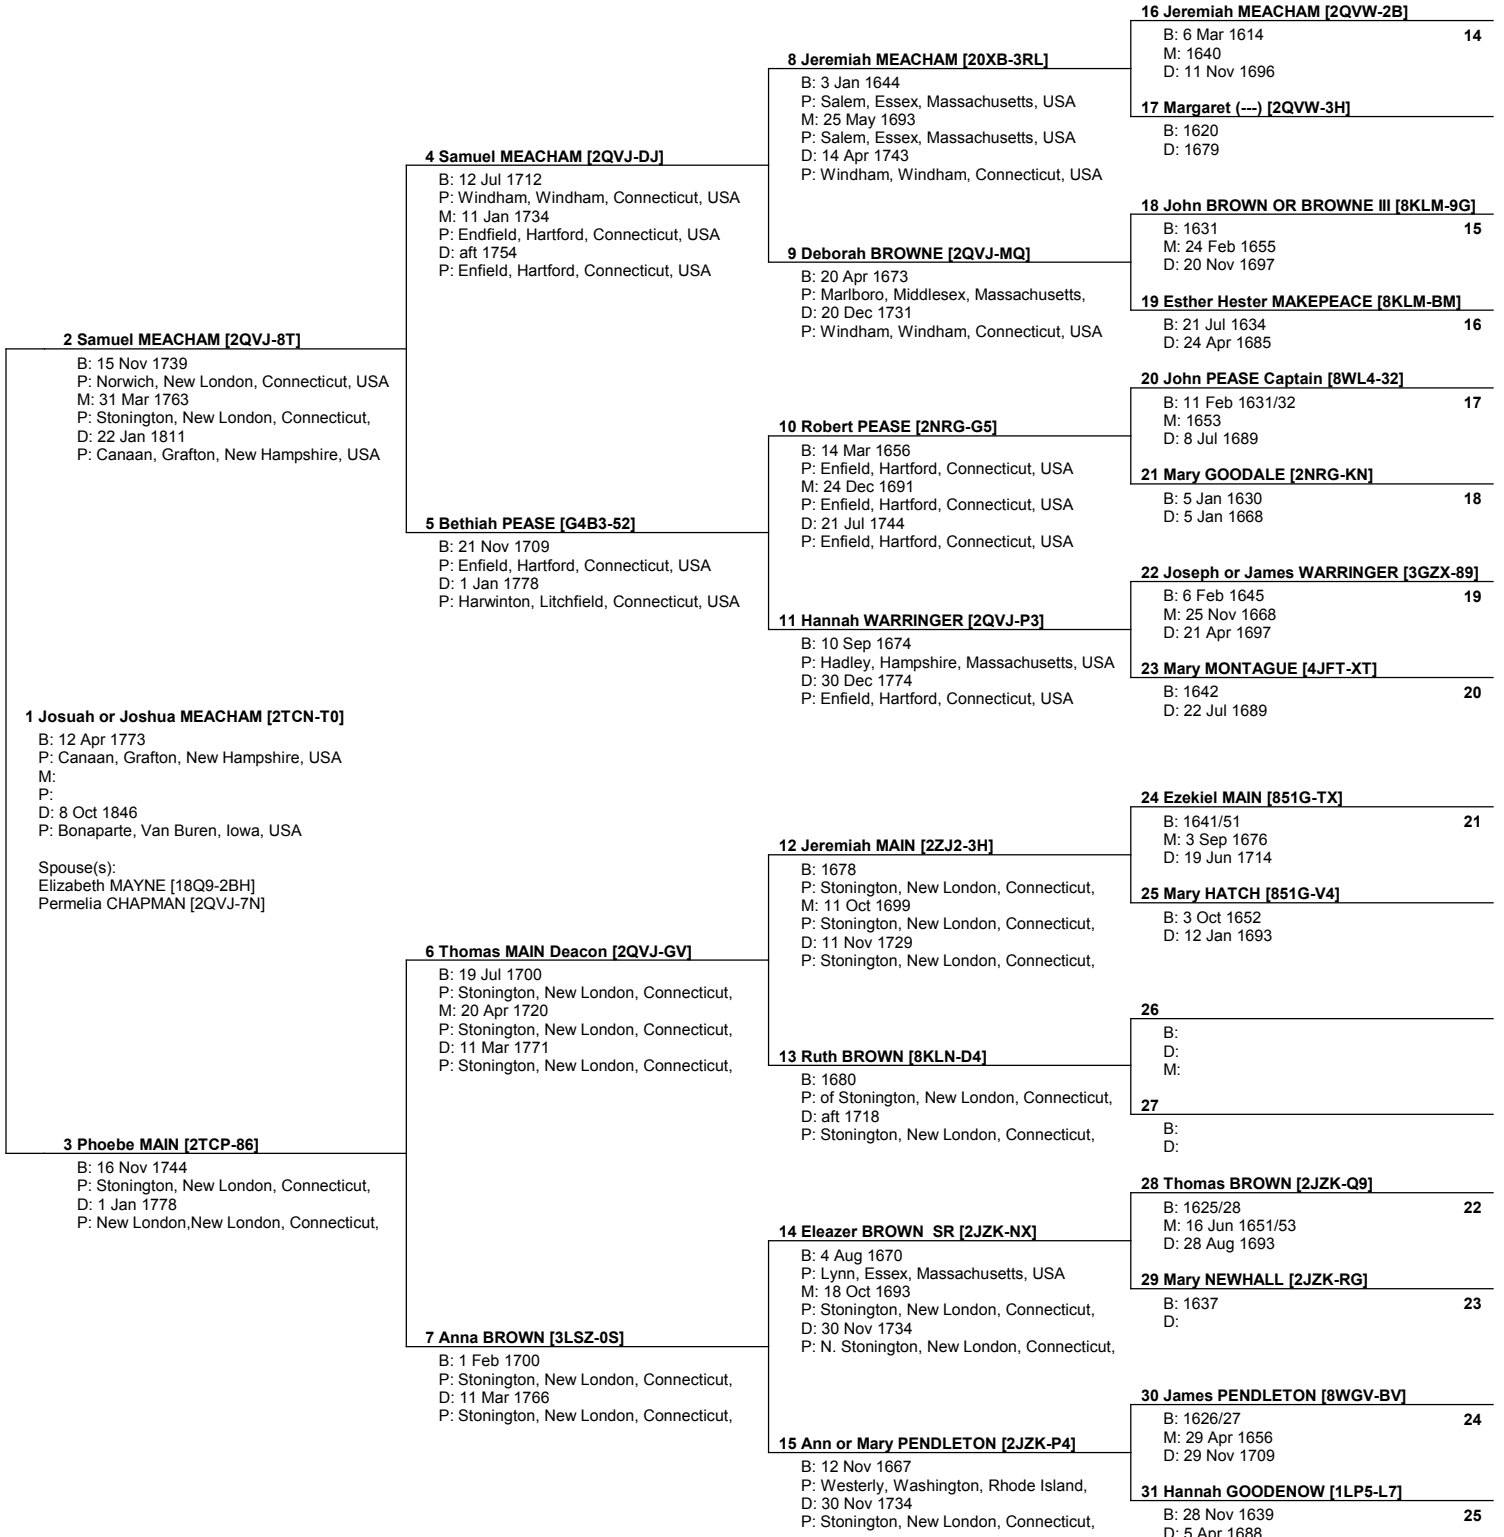 1 Josuah or Joshua MEACHAM [2TCN-T0]
B: 12 Apr 1773
P: Canaan, Grafton, New Hampshire, USA
M:
P:
D: 8 Oct 1846
P: Bonaparte, Van Buren, Iowa, USA
Spouse(s):
Elizabeth MAYNE [18Q9-2BH]
Permelia CHAPMAN [2QVJ-7N]
2 Samuel MEACHAM [2QVJ-8T]
B: 15 Nov 1739
P: Norwich, New London, Connecticut, USA
M: 31 Mar 1763
P: Stonington, New London, Connecticut,
D: 22 Jan 1811
P: Canaan, Grafton, New Hampshire, USA
3 Phoebe MAIN [2TCP-86]
B: 16 Nov 1744
P: Stonington, New London, Connecticut,
D: 1 Jan 1778
P: New London,New London, Connecticut,
4 Samuel MEACHAM [2QVJ-DJ]
B: 12 Jul 1712
P: Windham, Windham, Connecticut, USA
M: 11 Jan 1734
P: Endfield, Hartford, Connecticut, USA
D: aft 1754
P: Enfield, Hartford, Connecticut, USA
5 Bethiah PEASE [G4B3-52]
B: 21 Nov 1709
P: Enfield, Hartford, Connecticut, USA
D: 1 Jan 1778
P: Harwinton, Litchfield, Connecticut, USA
6 Thomas MAIN Deacon [2QVJ-GV]
B: 19 Jul 1700
P: Stonington, New London, Connecticut,
M: 20 Apr 1720
P: Stonington, New London, Connecticut,
D: 11 Mar 1771
P: Stonington, New London, Connecticut,
7 Anna BROWN [3LSZ-0S]
B: 1 Feb 1700
P: Stonington, New London, Connecticut,
D: 11 Mar 1766
P: Stonington, New London, Connecticut,
8 Jeremiah MEACHAM [20XB-3RL]
B: 3 Jan 1644
P: Salem, Essex, Massachusetts, USA
M: 25 May 1693
P: Salem, Essex, Massachusetts, USA
D: 14 Apr 1743
P: Windham, Windham, Connecticut, USA
9 Deborah BROWNE [2QVJ-MQ]
B: 20 Apr 1673
P: Marlboro, Middlesex, Massachusetts,
D: 20 Dec 1731
P: Windham, Windham, Connecticut, USA
10 Robert PEASE [2NRG-G5]
B: 14 Mar 1656
P: Enfield, Hartford, Connecticut, USA
M: 24 Dec 1691
P: Enfield, Hartford, Connecticut, USA
D: 21 Jul 1744
P: Enfield, Hartford, Connecticut, USA
11 Hannah WARRINGER [2QVJ-P3]
B: 10 Sep 1674
P: Hadley, Hampshire, Massachusetts, USA
D: 30 Dec 1774
P: Enfield, Hartford, Connecticut, USA
12 Jeremiah MAIN [2ZJ2-3H]
B: 1678
P: Stonington, New London, Connecticut,
M: 11 Oct 1699
P: Stonington, New London, Connecticut,
D: 11 Nov 1729
P: Stonington, New London, Connecticut,
13 Ruth BROWN [8KLN-D4]
B: 1680
P: of Stonington, New London, Connecticut,
D: aft 1718
P: Stonington, New London, Connecticut,
14 Eleazer BROWN SR [2JZK-NX]
B: 4 Aug 1670
P: Lynn, Essex, Massachusetts, USA
M: 18 Oct 1693
P: Stonington, New London, Connecticut,
D: 30 Nov 1734
P: N. Stonington, New London, Connecticut,
15 Ann or Mary PENDLETON [2JZK-P4]
B: 12 Nov 1667
P: Westerly, Washington, Rhode Island,
D: 30 Nov 1734
P: Stonington, New London, Connecticut,
16 Jeremiah MEACHAM [2QVW-2B]
B: 6 Mar 1614 14
M: 1640
D: 11 Nov 1696
17 Margaret (---) [2QVW-3H]
B: 1620
D: 1679
18 John BROWN OR BROWNE III [8KLM-9G]
B: 1631 15
M: 24 Feb 1655
D: 20 Nov 1697
19 Esther Hester MAKEPEACE [8KLM-BM]
B: 21 Jul 1634 16
D: 24 Apr 1685
20 John PEASE Captain [8WL4-32]
B: 11 Feb 1631/32 17
M: 1653
D: 8 Jul 1689
21 Mary GOODALE [2NRG-KN]
B: 5 Jan 1630 18
D: 5 Jan 1668
22 Joseph or James WARRINGER [3GZX-89]
B: 6 Feb 1645 19
M: 25 Nov 1668
D: 21 Apr 1697
23 Mary MONTAGUE [4JFT-XT]
B: 1642 20
D: 22 Jul 1689
24 Ezekiel MAIN [851G-TX]
B: 1641/51 21
M: 3 Sep 1676
D: 19 Jun 1714
25 Mary HATCH [851G-V4]
B: 3 Oct 1652
D: 12 Jan 1693
26
B:
D:
M:
27
B:
D:
28 Thomas BROWN [2JZK-Q9]
B: 1625/28 22
M: 16 Jun 1651/53
D: 28 Aug 1693
29 Mary NEWHALL [2JZK-RG]
B: 1637 23
D:
30 James PENDLETON [8WGV-BV]
B: 1626/27 24
M: 29 Apr 1656
D: 29 Nov 1709
31 Hannah GOODENOW [1LP5-L7]
B: 28 Nov 1639 25
D: 5 Apr 1688